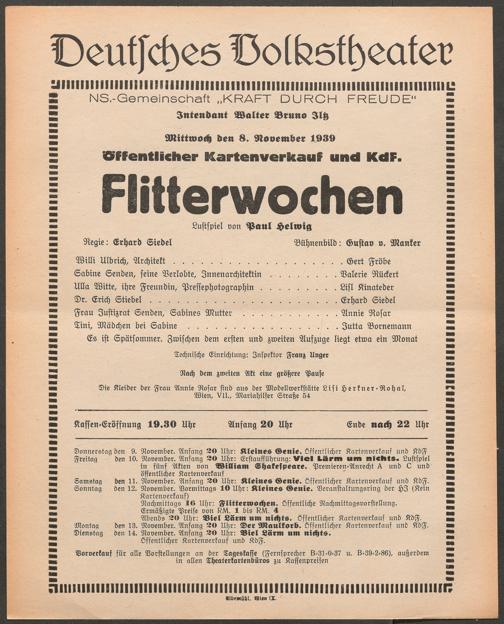 Deutsches Volkstheater
NS.-Gemeinschaft „KRAFT DURCH FREUDE“
Intendant Walter Bruno Iltz
Mittwoch den 8. November 1939
Öffentlicher Kartenverkauf und KdF.
Flitterwochen
Lustspiel von Paul Helwig
Regie: Erhard Siedel Bühnenbild: Gustav v. Manker
Willi Ulbrich, Architekt . . . . . . . . . . . . . . . . . . Gert Fröbe
Sabine Senden, seine Verlobte, Innenarchitektin . . . . . . . . Valerie Rückert
Ulla Witte, ihre Freundin, Pressephotographin . . . . . . . . . Lisl Kinateder
Dr. Erich Stiebel . . . . . . . . . . . . . . . . . . . . Erhard Siedel
Frau Justizrat Senden, Sabines Mutter . . . . . . . . . . . Annie Rosar
Tini, Mädchen bei Sabine . . . . . . . . . . . . . . . . Jutta Bornemann
Es ist Spätsommer. Zwischen dem ersten und zweiten Aufzuge liegt etwa ein Monat
Technische Einrichtung: Inspektor Franz Unger
Nach dem zweiten Akt eine größere Pause
Die Kleider der Frau Annie Rosar sind aus der Modellwerkstätte Lisi Herkner-Rohal,
Wien, VII., Mariahilfer Straße 54
Kassen-Eröffnung 19.30 Uhr Anfang 20 Uhr Ende nach 22 Uhr
Donnerstag den 9. November. Anfang 20 Uhr: Kleines Genie. Öffentlicher Kartenverkauf und KdF
Freitag den 10. November. Anfang 20 Uhr: Erstaufführung: Viel Lärm um nichts. Lustspiel
in fünf Akten von William Shakespeare. Premieren-Anrecht A und C und
öffentlicher Kartenverkauf
Samstag den 11. November. Anfang 20 Uhr: Kleines Genie. Öffentlicher Kartenverkauf und KdF.
Sonntag den 12. November. Vormittags 10 Uhr: Kleines Genie. Veranstaltungsring der HJ (Kein
Kartenverkauf)
Nachmittags 16 Uhr: Flitterwochen. Öffentliche Nachmittagsvorstellung.
Ermäßigte Preise von RM. 1 bis RM. 4
Abends 20 Uhr: Viel Lärm um nichts. Öffentlicher Kartenverkauf und KdF.
Montag den 13. November. Anfang 20 Uhr: Der Maulkorb. Öffentlicher Kartenverkauf und KdF.
Dienstag den 14. November. Anfang 20 Uhr: Viel Lärm um nichts.
Öffentlicher Kartenverkauf und KdF.
Vorverkauf für alle Vorstellungen an der Tageskasse (Fernsprecher B-31-0-37 u. B-39-2-86), außerdem
in allen Theaterkartenbüros zu Kassenpreisen
Elbemühl, Wien IX.